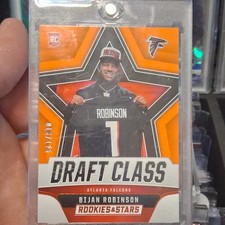 RC
ROBINSON
1
DRAFT CLASS
ATLANTA FALCONS
BIJAN ROBINSON
ROOKIES & STARS